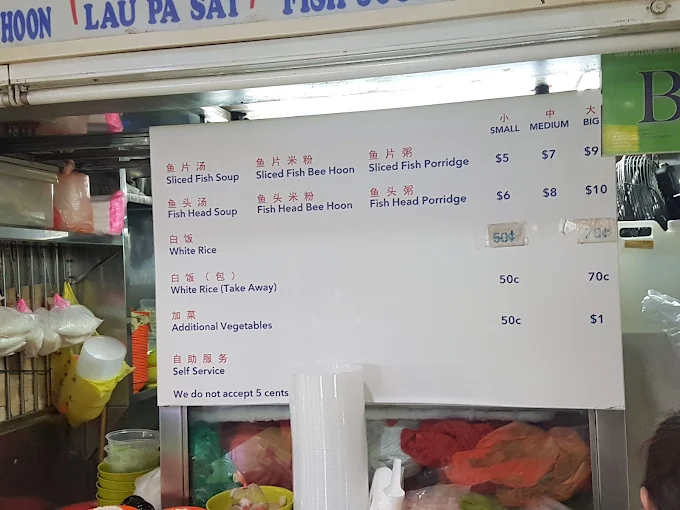 HOON LAU PA SAT FISH
小 中 大
SMALL MEDIUM BIG
鱼片汤 鱼片米粉 鱼片粥
Sliced Fish Soup Sliced Fish Bee Hoon Sliced Fish Porridge $5 $7 $9
鱼头汤 鱼头米粉 鱼头粥
Fish Head Soup Fish Head Bee Hoon Fish Head Porridge $6 $8 $10
白饭
White Rice 50¢ 70¢
白饭（包）
White Rice (Take Away) 50c 70c
加菜
Additional Vegetables 50c $1
自助服务
Self Service
We do not accept 5 cents
B